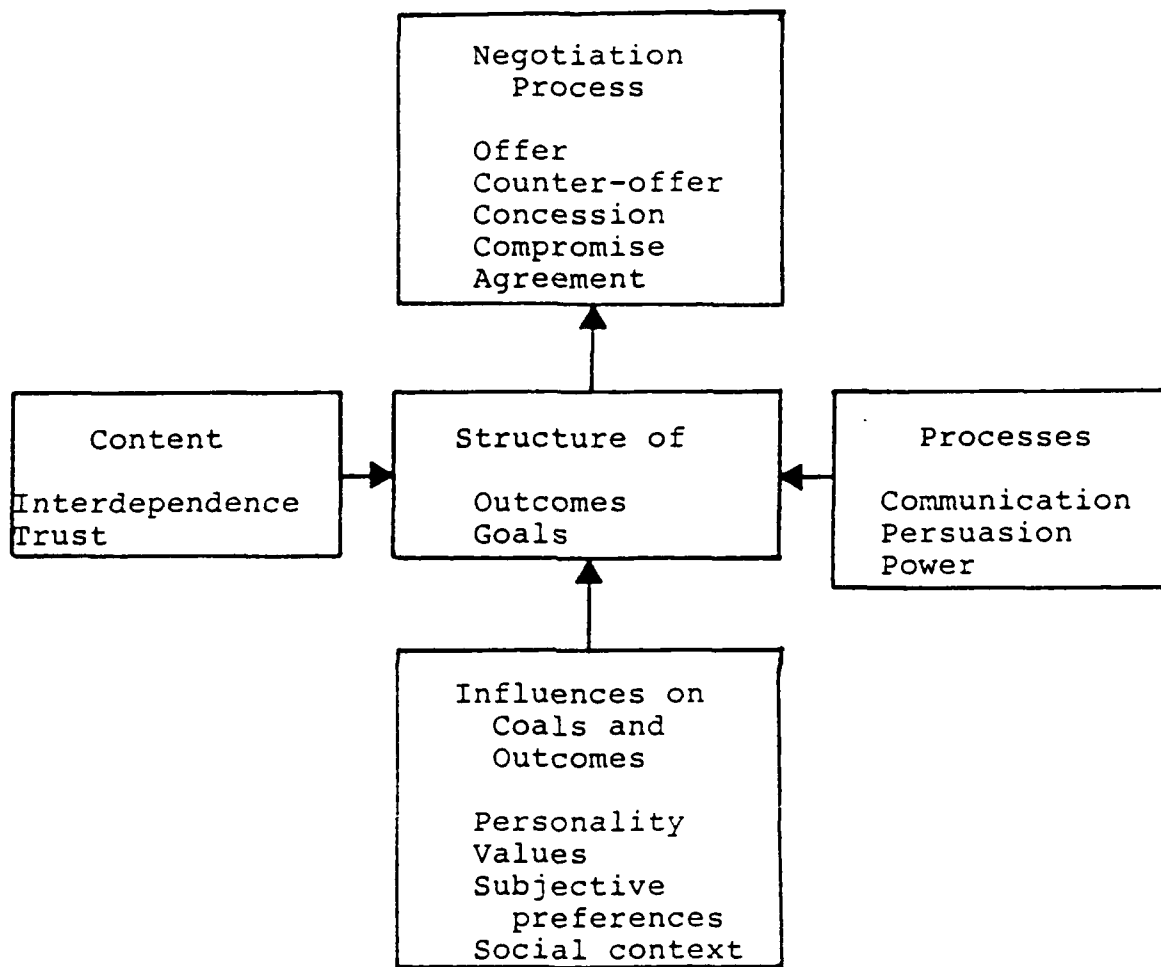 Negotiation
Process
Offer
Counter-offer
Concession
Compromise
Agreement
Content
Interdependence
Trust
Structure of
Outcomes
Goals
Processes
Communication
Persuasion
Power
Influences on
Coals and
Outcomes
Personality
Values
Subjective
preferences
Social context